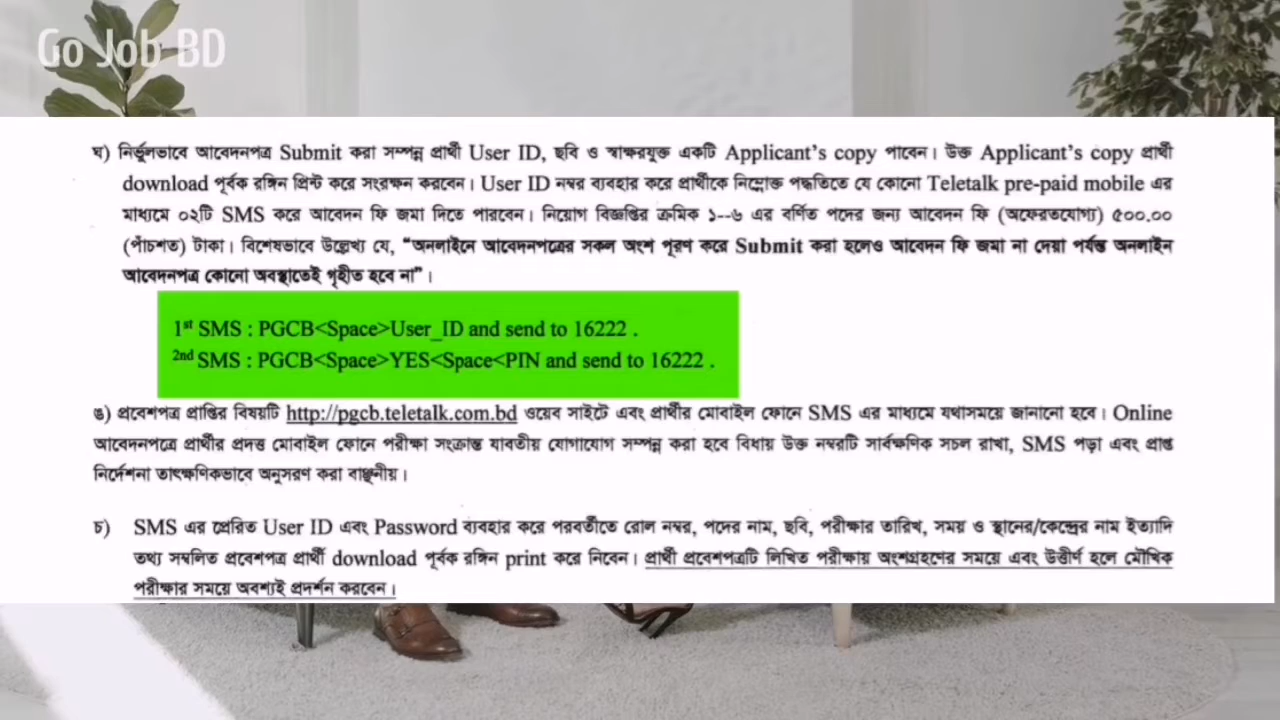 Go Job BD
ঘ) নির্ভুলভাবে আবেদনপত্র Submit করা সম্পন্ন প্রার্থী User ID, ছবি ও স্বাক্ষরযুক্ত একটি Applicant's copy পাবেন। উক্ত Applicant's copy প্রার্থী
download পূর্বক রঙ্গিন প্রিন্ট করে সংরক্ষন করবেন। User ID নম্বর ব্যবহার করে প্রার্থীকে নিম্নোক্ত পদ্ধতিতে যে কোনো Teletalk pre-paid mobile এর
মাধ্যমে ০২টি SMS করে আবেদন ফি জমা দিতে পারবেন। নিয়োগ বিজ্ঞপ্তির ক্রমিক ১--৬ এর বর্ণিত পদের জন্য আবেদন ফি (অফেরতযোগ্য) ৫০০.০০
(পাঁচশত) টাকা। বিশেষভাবে উল্লেখ্য যে, “অনলাইনে আবেদনপত্রের সকল অংশ পূরণ করে Submit করা হলেও আবেদন ফি জমা না দেয়া পর্যন্ত অনলাইন
আবেদনপত্র কোনো অবস্থাতেই গৃহীত হবে না”।
1st SMS : PGCB<Space>User_ID and send to 16222 .
2nd SMS : PGCB<Space>YES<Space<PIN and send to 16222 .
ঙ) প্রবেশপত্র প্রাপ্তির বিষয়টি http://pgcb.teletalk.com.bd ওয়েব সাইটে এবং প্রার্থীর মোবাইল ফোনে SMS এর মাধ্যমে যথাসময়ে জানানো হবে। Online
আবেদনপত্রে প্রার্থীর প্রদত্ত মোবাইল ফোনে পরীক্ষা সংক্রান্ত যাবতীয় যোগাযোগ সম্পন্ন করা হবে বিধায় উক্ত নম্বরটি সার্বক্ষণিক সচল রাখা, SMS পড়া এবং প্রাপ্ত
নির্দেশনা তাৎক্ষণিকভাবে অনুসরণ করা বাঞ্ছনীয়।
চ) SMS এর প্রেরিত User ID এবং Password ব্যবহার করে পরবর্তীতে রোল নম্বর, পদের নাম, ছবি, পরীক্ষার তারিখ, সময় ও স্থানের/কেন্দ্রের নাম ইত্যাদি
তথ্য সম্বলিত প্রবেশপত্র প্রার্থী download পূর্বক রঙ্গিন print করে নিবেন। প্রার্থী প্রবেশপত্রটি লিখিত পরীক্ষায় অংশগ্রহণের সময়ে এবং উত্তীর্ণ হলে মৌখিক
পরীক্ষার সময়ে অবশ্যই প্রদর্শন করবেন।